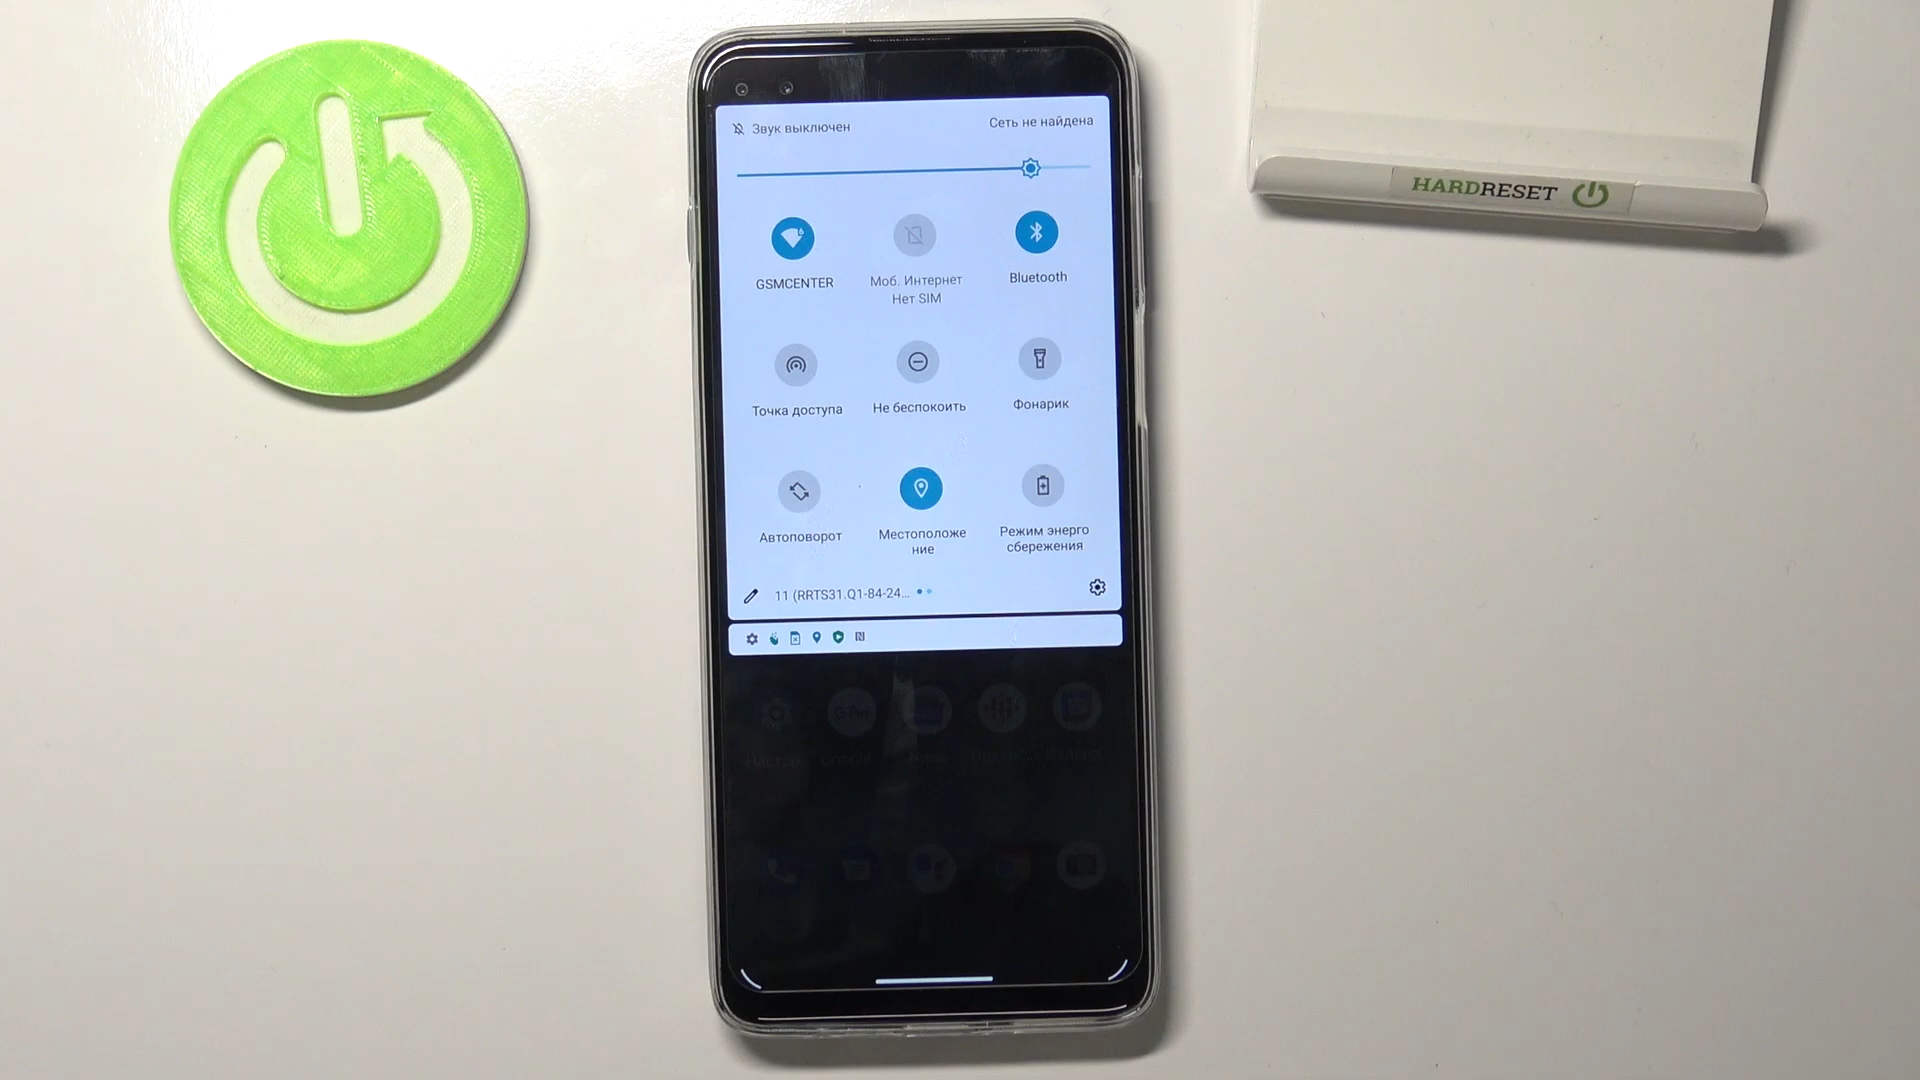 HARDRESET
Звук выключен
Сеть не найдена
GSMCENTER
Моб. Интернет
Нет SIM
Bluetooth
Точка доступа
Не беспокоить
Фонарик
Автоповорот
Местоположе
ние
Режим энерго
сбережения
11 (RRTS31.Q1-84-24...